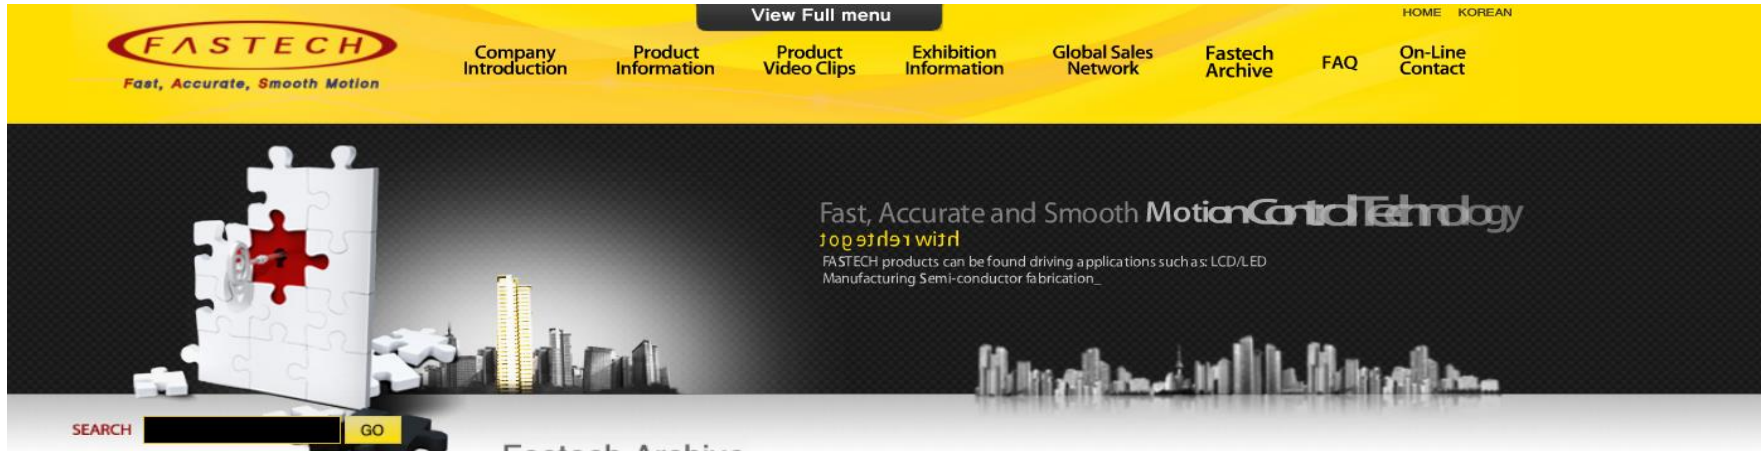 View Full menu
HOME KOREAN
FASTECH
Fast, Accurate, Smooth Motion
Company Introduction
Product Information
Product Video Clips
Exhibition Information
Global Sales Network
Fastech Archive
FAQ
On-Line Contact
Fast, Accurate and Smooth Motion Control Technology
together with
FASTECH products can be found driving applications such as: LCD/LED
Manufacturing Semi-conductor fabrication_
SEARCH GO
Fastech Archive